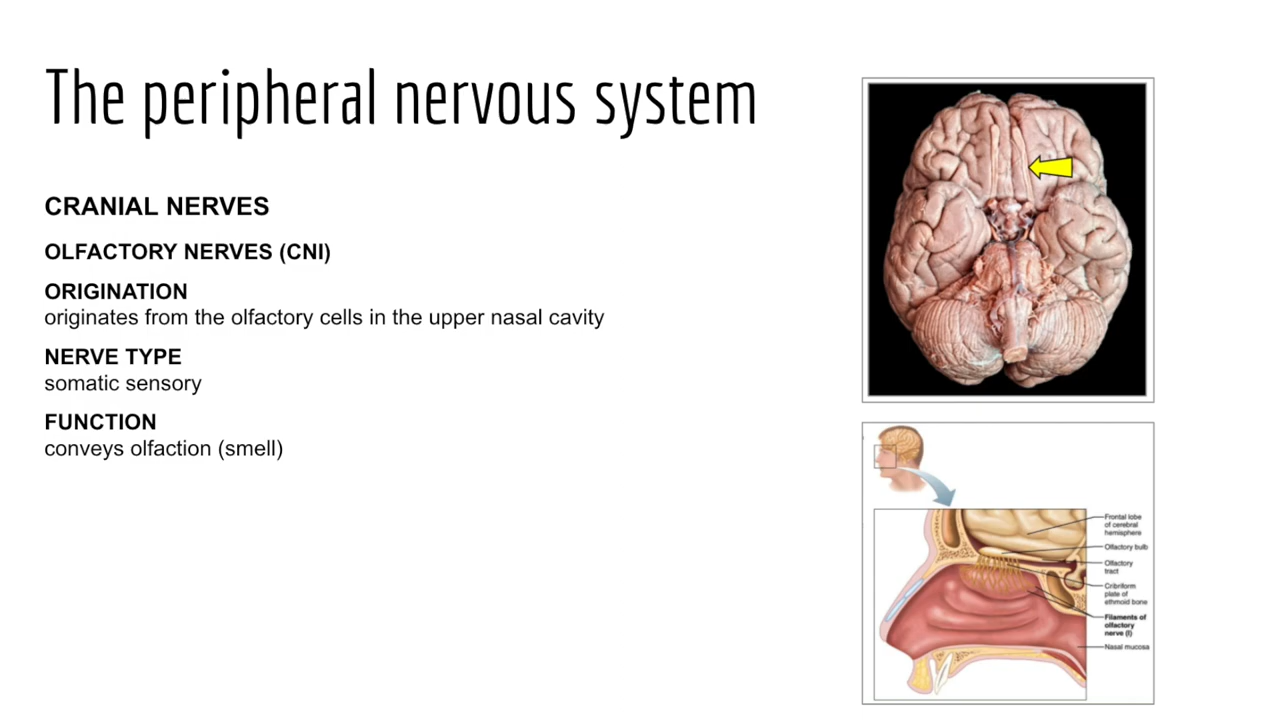 The peripheral nervous system
CRANIAL NERVES
OLFACTORY NERVES (CNI)
ORIGINATION
originates from the olfactory cells in the upper nasal cavity
NERVE TYPE
somatic sensory
FUNCTION
conveys olfaction (smell)
Frontal lobe
of cerebral
hemisphere
Olfactory bulb
Olfactory
tract
Cribriform
plate of
ethmoid bone
Filaments of
olfactory
nerve (I)
Nasal mucosa